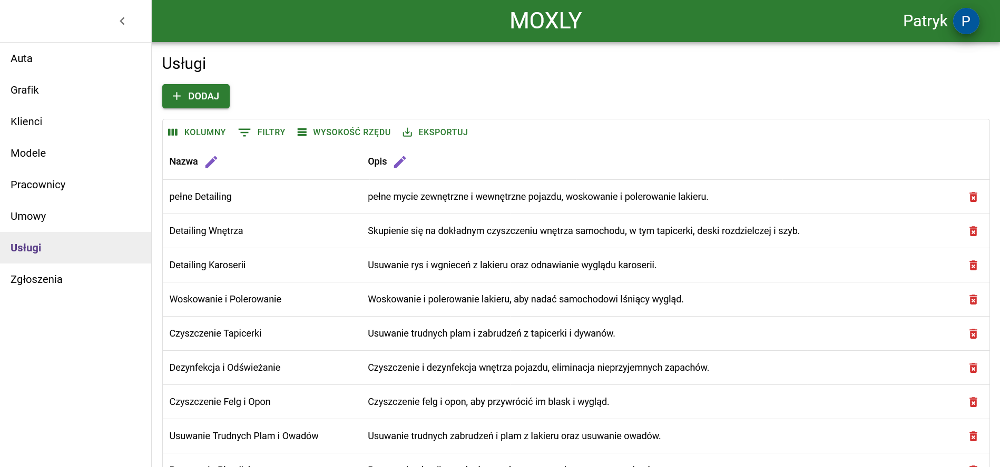 MOXLY
Patryk P
Auta
Grafik
Klienci
Modele
Pracownicy
Umowy
Usługi
Zgłoszenia
Usługi
DODAJ
KOLUMNY FILTRY WYSOKOŚĆ RZĘDU EKSPORTUJ
Nazwa Opis
pełne Detailing pełne mycie zewnętrzne i wewnętrzne pojazdu, woskowanie i polerowanie lakieru.
Detailing Wnętrza Skupienie się na dokładnym czyszczeniu wnętrza samochodu, w tym tapicerki, deski rozdzielczej i szyb.
Detailing Karoserii Usuwanie rys i wgnieceń z lakieru oraz odnawianie wyglądu karoserii.
Woskowanie i Polerowanie Woskowanie i polerowanie lakieru, aby nadać samochodowi lśniący wygląd.
Czyszczenie Tapicerki Usuwanie trudnych plam i zabrudzeń z tapicerki i dywanów.
Dezynfekcja i Odświeżanie Czyszczenie i dezynfekcja wnętrza pojazdu, eliminacja nieprzyjemnych zapachów.
Czyszczenie Felg i Opon Czyszczenie felg i opon, aby przywrócić im blask i wygląd.
Usuwanie Trudnych Plam i Owadów Usuwanie trudnych zabrudzeń i plam z lakieru oraz usuwanie owadów.